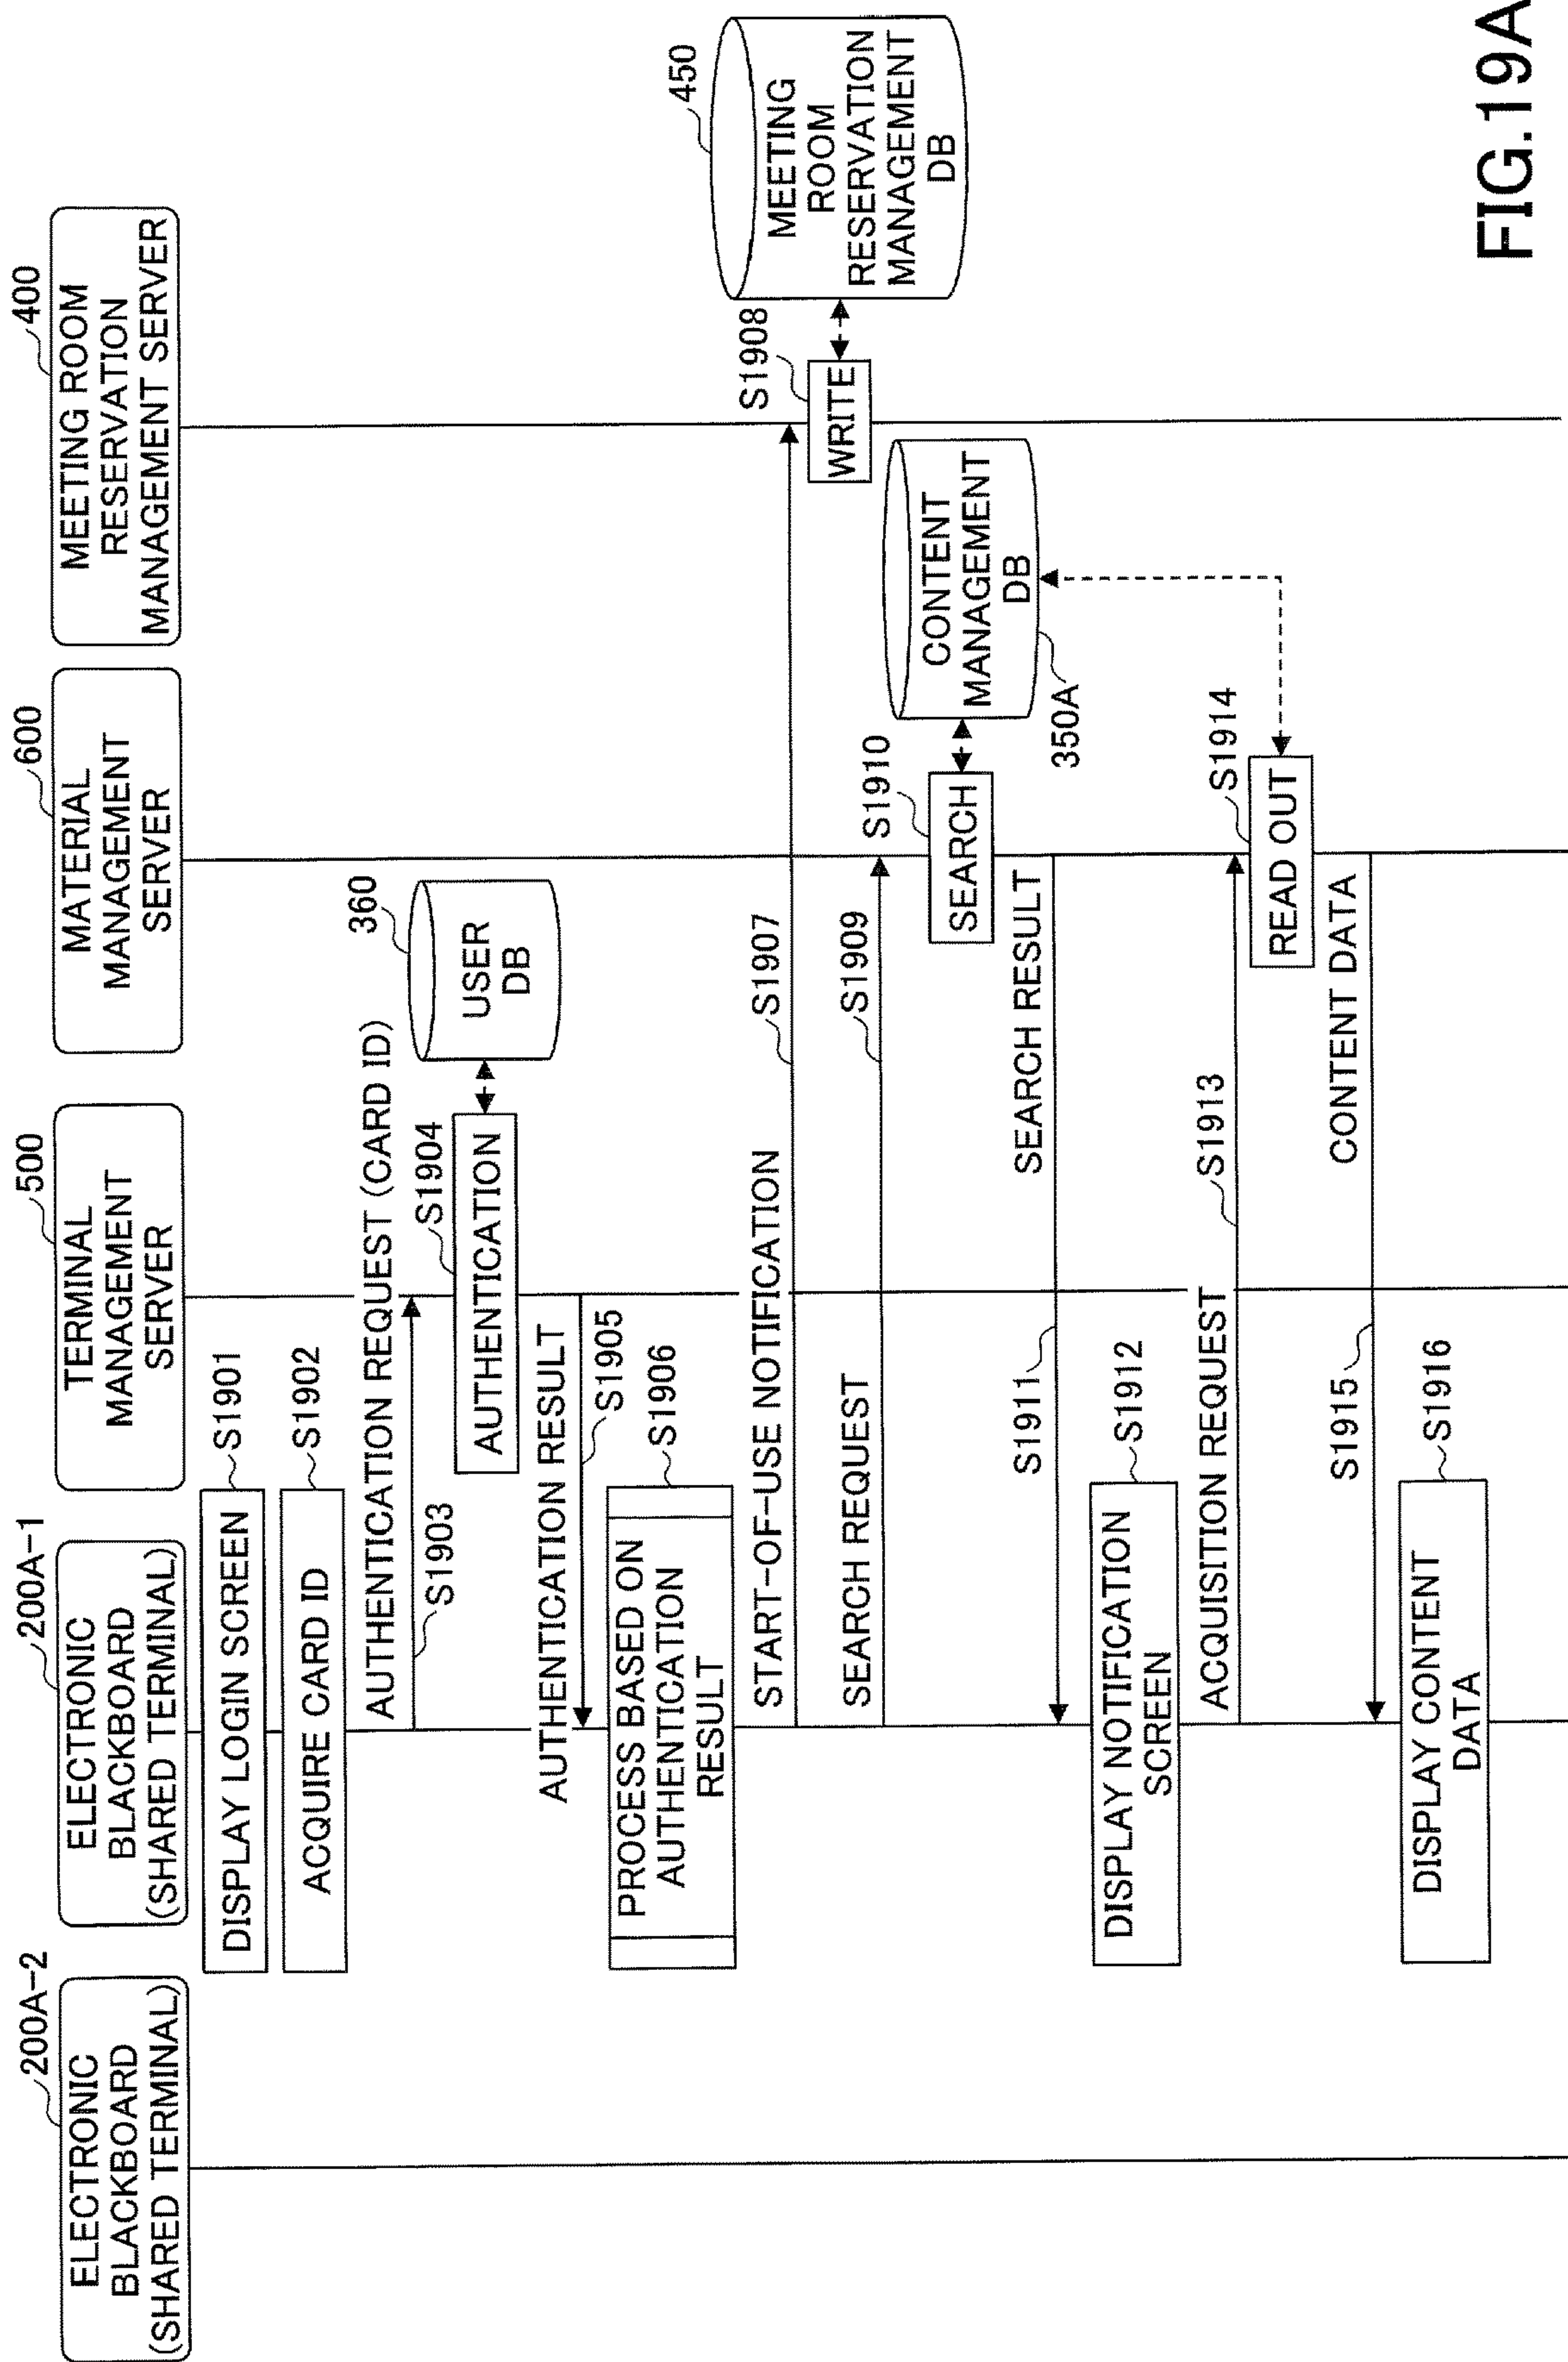 200A-2
ELECTRONIC
BLACKBOARD
(SHARED TERMINAL)
200A-1
ELECTRONIC
BLACKBOARD
(SHARED TERMINAL)
500
TERMINAL
MANAGEMENT
SERVER
600
MATERIAL
MANAGEMENT
SERVER
400
MEETING ROOM
RESERVATION
MANAGEMENT SERVER
DISPLAY LOGIN SCREEN
S1901
ACQUIRE CARD ID
S1902
AUTHENTICATION REQUEST (CARD ID)
S1903
S1904
AUTHENTICATION
360
USER
DB
AUTHENTICATION RESULT
S1905
PROCESS BASED ON
AUTHENTICATION
RESULT
S1906
START-OF-USE NOTIFICATION
S1907
S1908
WRITE
450
MEETING
ROOM
RESERVATION
MANAGEMENT
DB
SEARCH REQUEST
S1909
S1910
SEARCH
CONTENT
MANAGEMENT
DB
350A
SEARCH RESULT
S1911
DISPLAY NOTIFICATION
SCREEN
S1912
ACQUISITION REQUEST
S1913
S1914
READ OUT
CONTENT DATA
S1915
DISPLAY CONTENT
DATA
S1916
FIG.19A